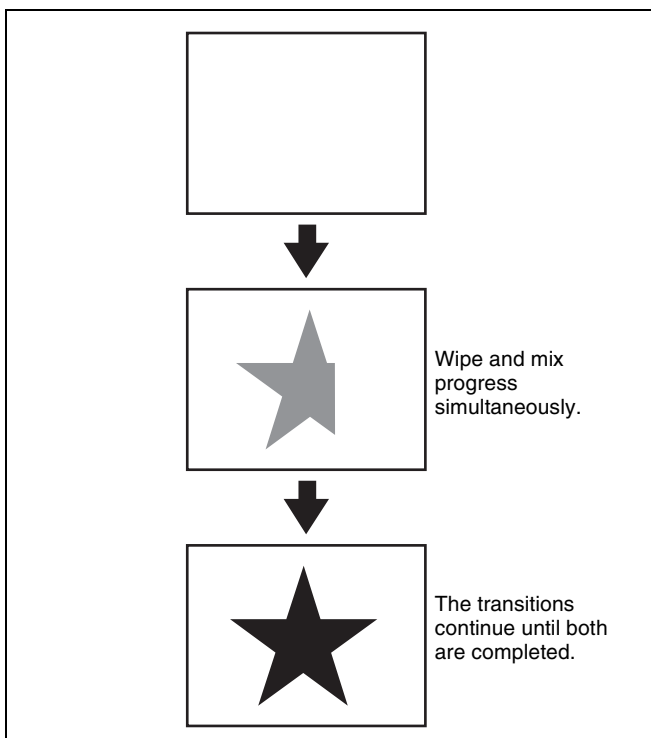 Wipe and mix
progress
simultaneously.
The transitions
continue until both
are completed.